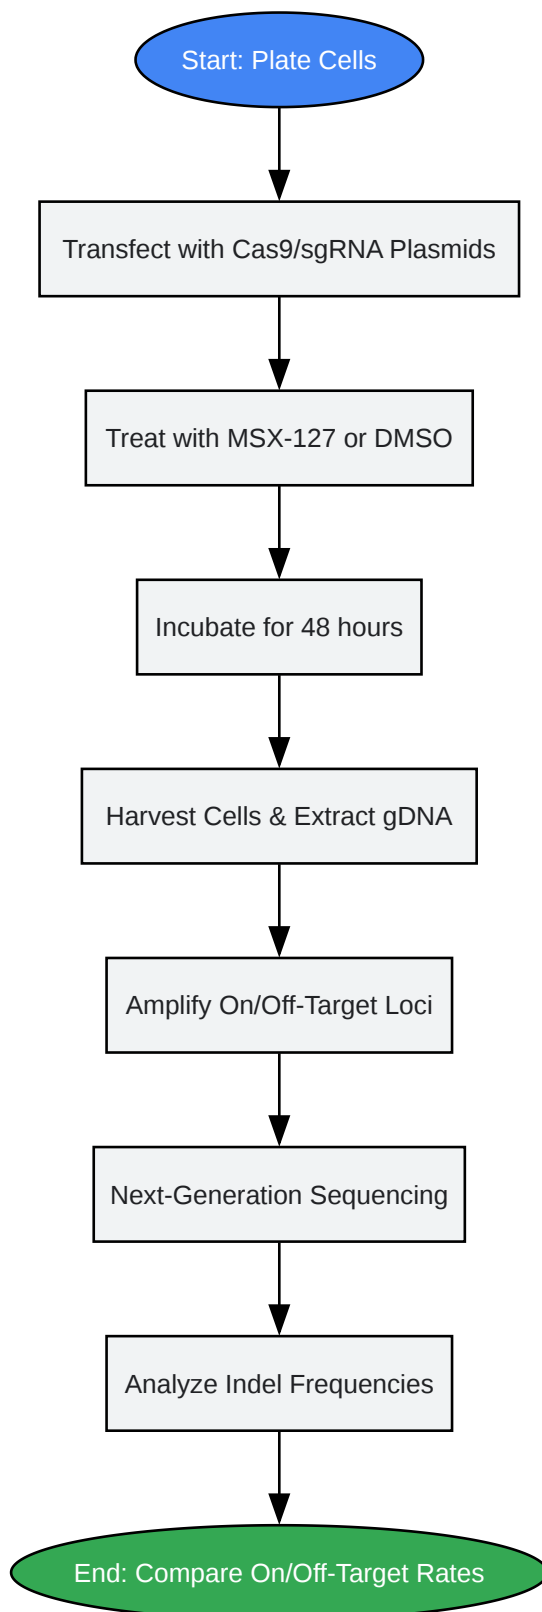 Start: Plate Cells
Transfect with Cas9/sgRNA Plasmids
Treat with MSX-127 or DMSO
Incubate for 48 hours
Harvest Cells & Extract gDNA
Amplify On/Off-Target Loci
Next-Generation Sequencing
Analyze Indel Frequencies
End: Compare On/Off-Target Rates